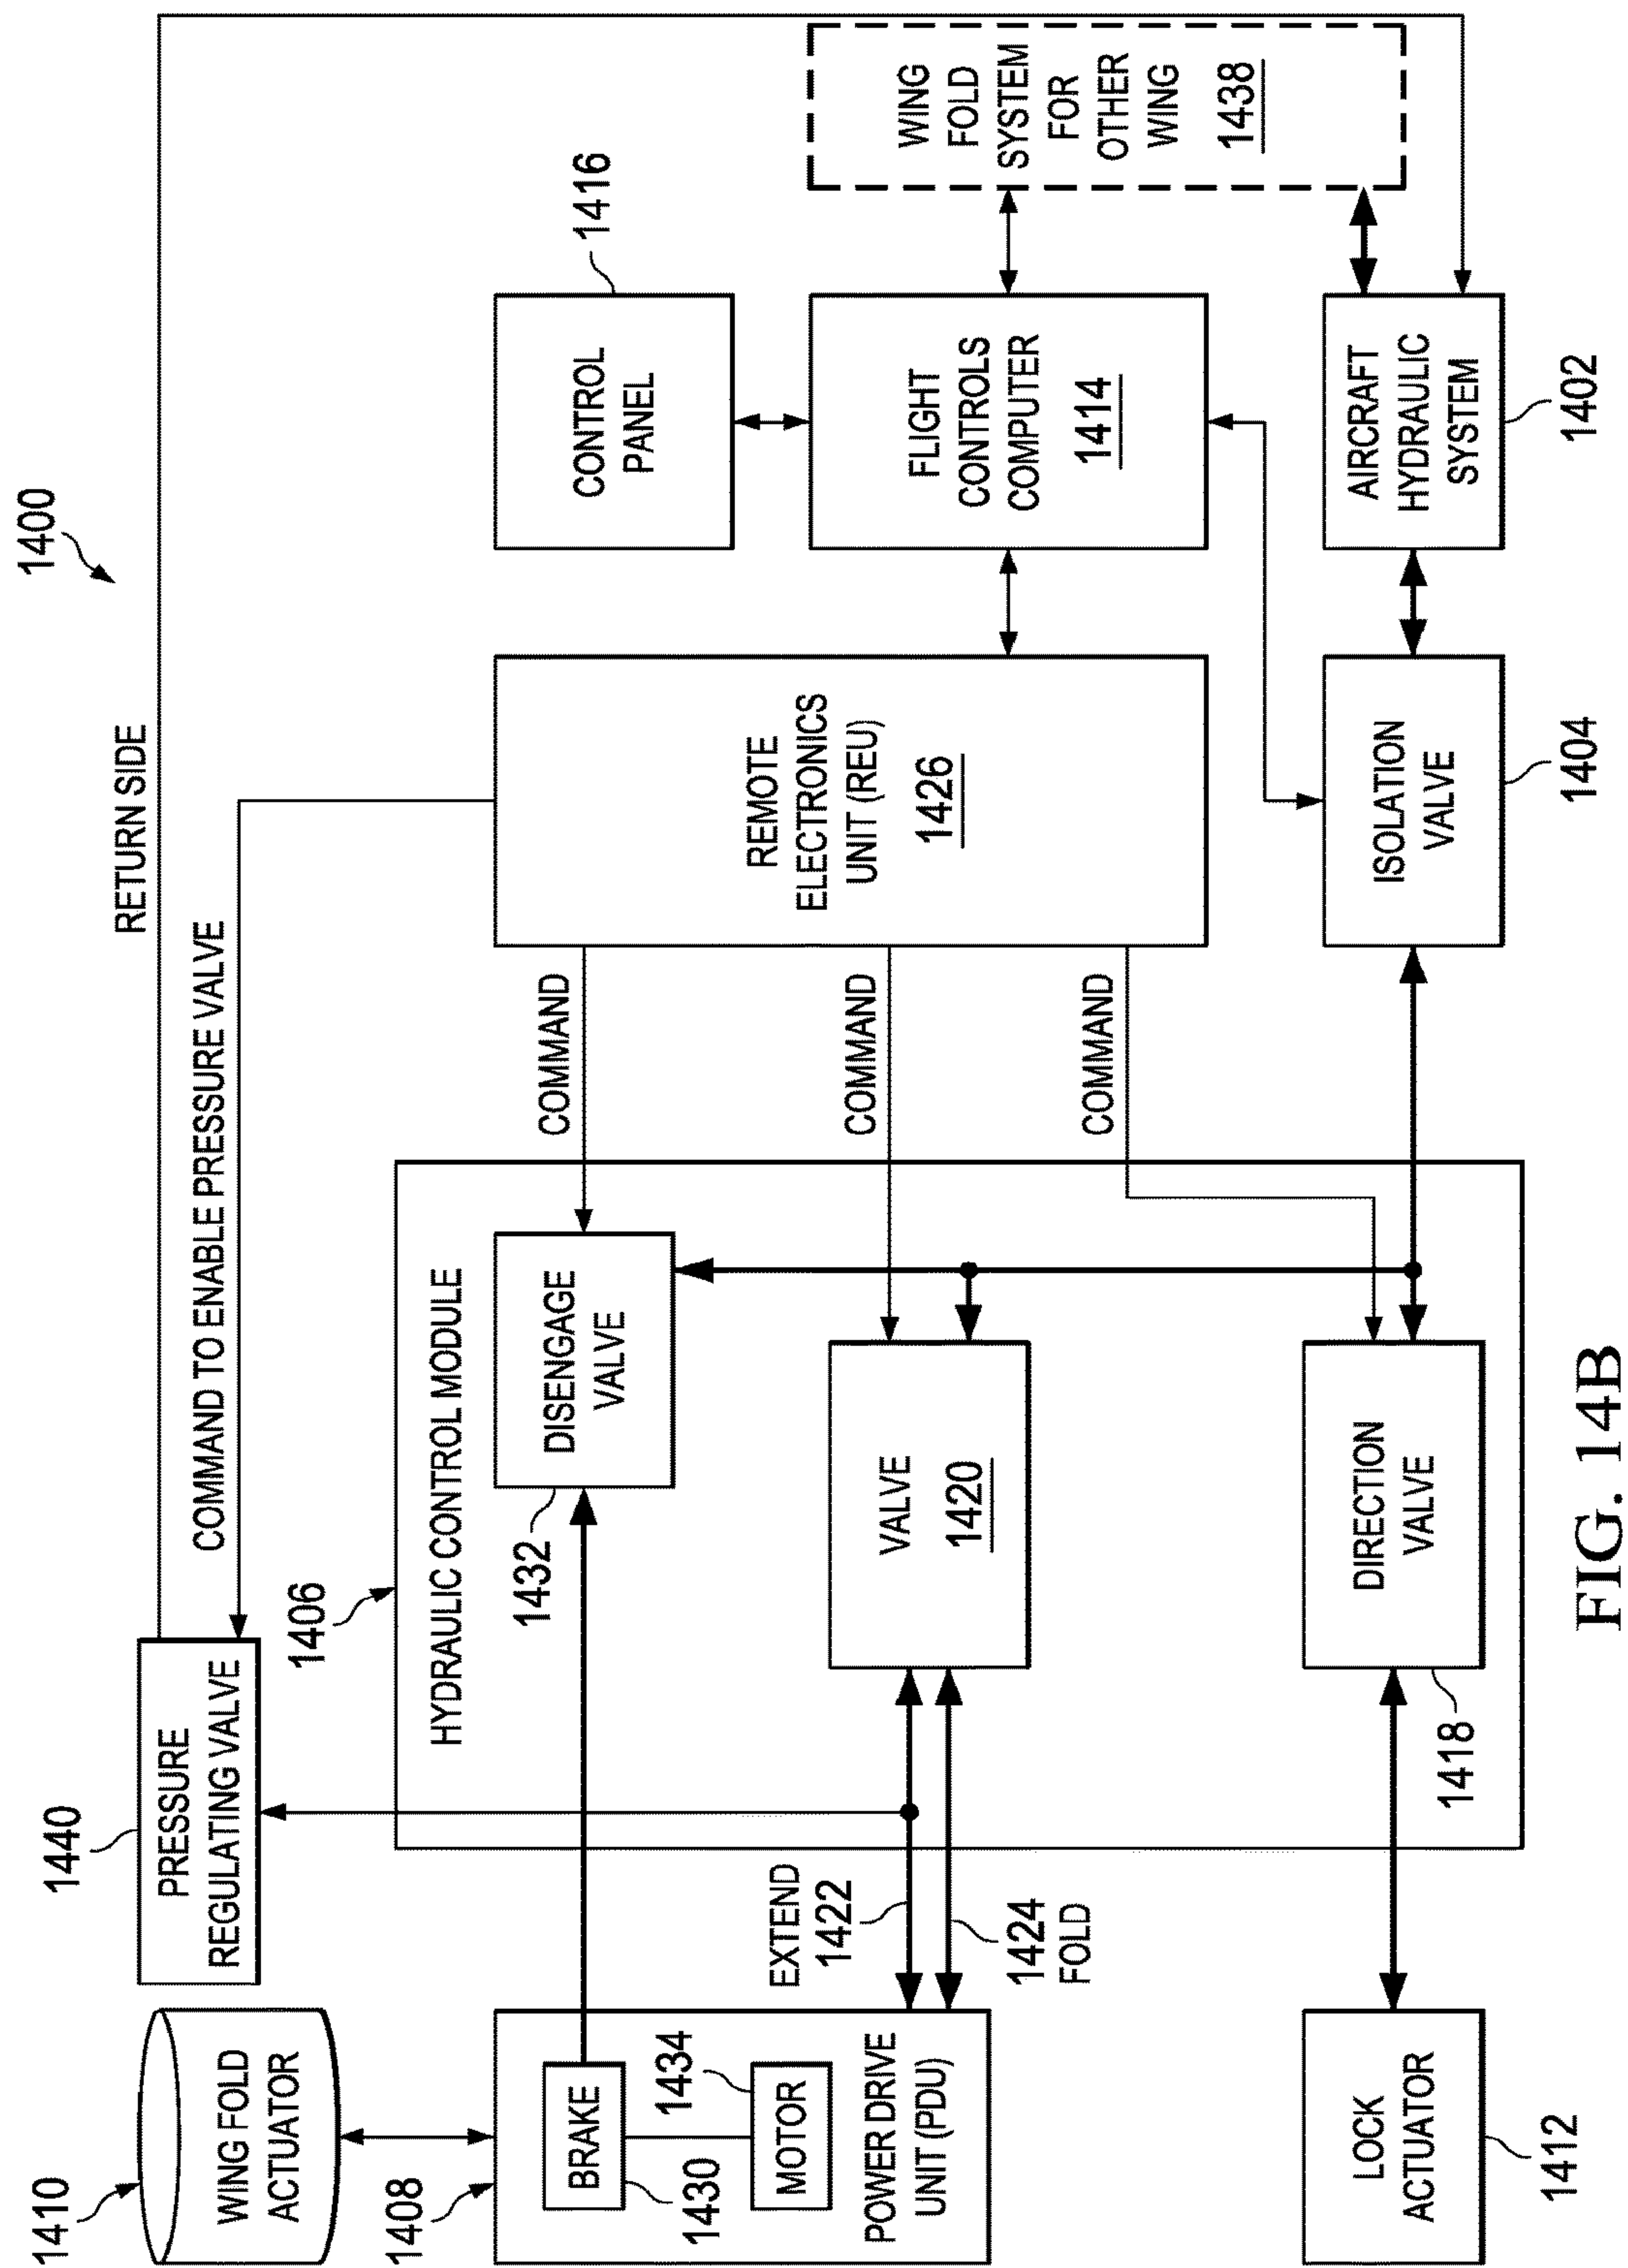 1400
RETURN SIDE
COMMAND TO ENABLE PRESSURE VALVE
1440
PRESSURE
REGULATING VALVE
1410
WING FOLD
ACTUATOR
1406
HYDRAULIC CONTROL MODULE
1408
BRAKE
1430
1434
MOTOR
POWER DRIVE
UNIT (PDU)
EXTEND
1422
1424
FOLD
1432
DISENGAGE
VALVE
COMMAND
VALVE
1420
COMMAND
DIRECTION
VALVE
1418
COMMAND
LOCK
ACTUATOR
1412
REMOTE
ELECTRONICS
UNIT (REU)
1426
CONTROL
PANEL
1416
FLIGHT
CONTROLS
COMPUTER
1414
WING
FOLD
SYSTEM
FOR
OTHER
WING
1438
ISOLATION
VALVE
1404
AIRCRAFT
HYDRAULIC
SYSTEM
1402
FIG. 14B